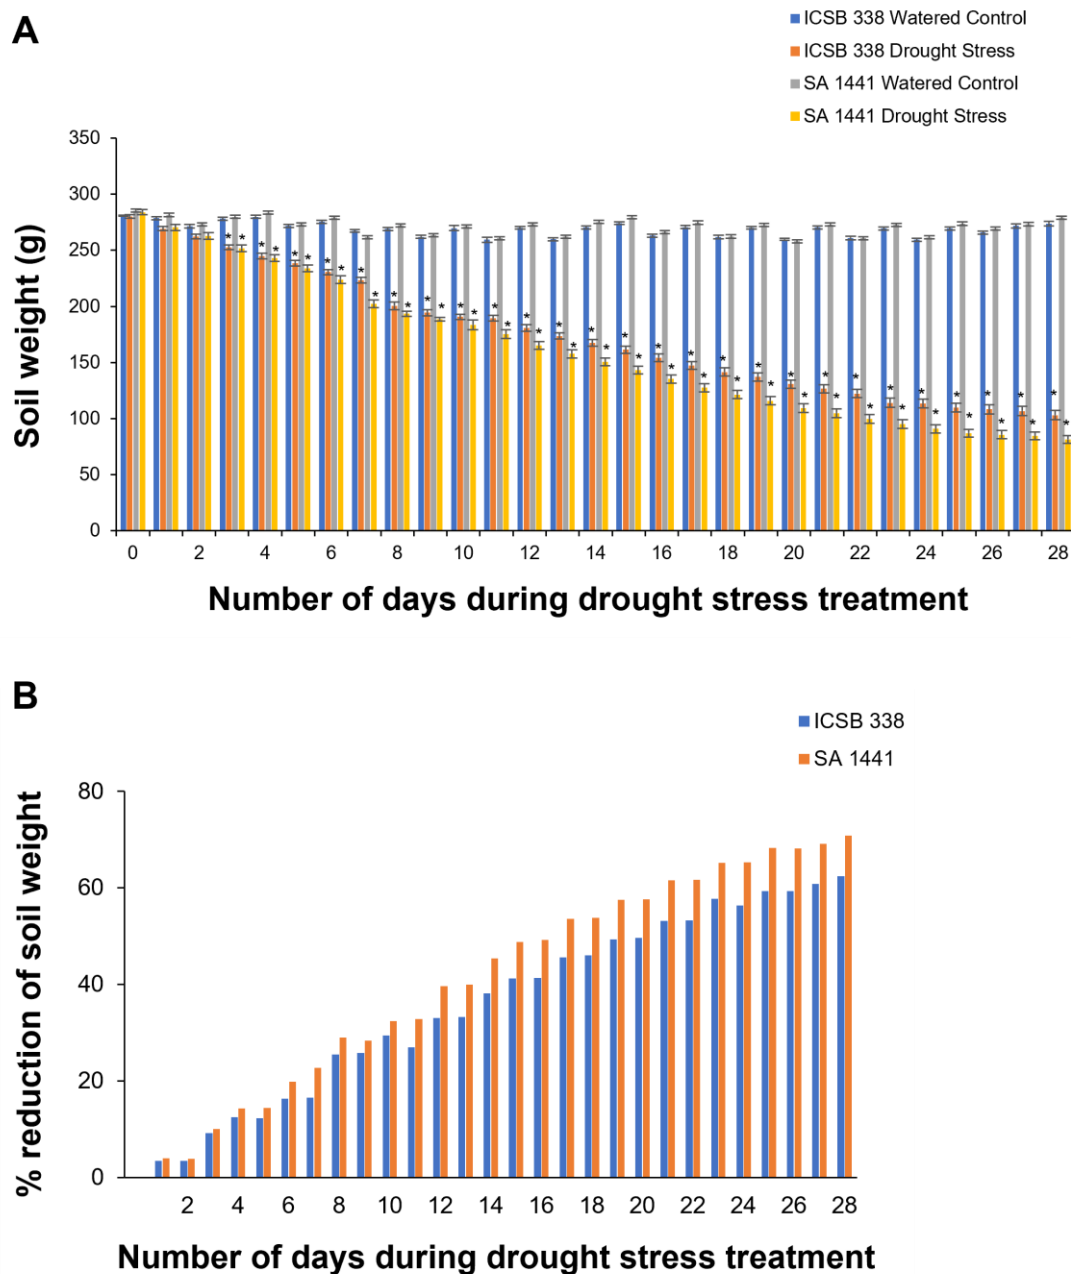 A
ICSB 338 Watered Control
ICSB 338 Drought Stress
SA 1441 Watered Control
SA 1441 Drought Stress
350
300
250
200
150
100
50
0
Soil weight (g)
0 2 4 6 8 10 12 14 16 18 20 22 24 26 28
Number of days during drought stress treatment
B
ICSB 338
SA 1441
80
60
40
20
0
% reduction of soil weight
2 4 6 8 10 12 14 16 18 20 22 24 26 28
Number of days during drought stress treatment